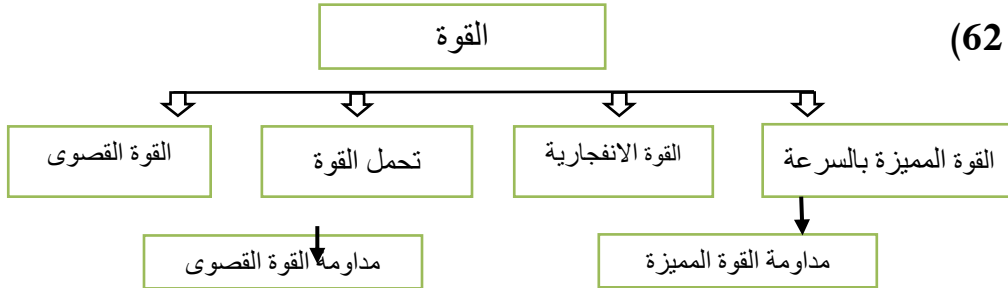 القوة
(62
القوة المميزة بالسرعة
القوة الانفجارية
تحمل القوة
القوة القصوى
مداومة القوة المميزة
مداومة القوة القصوى